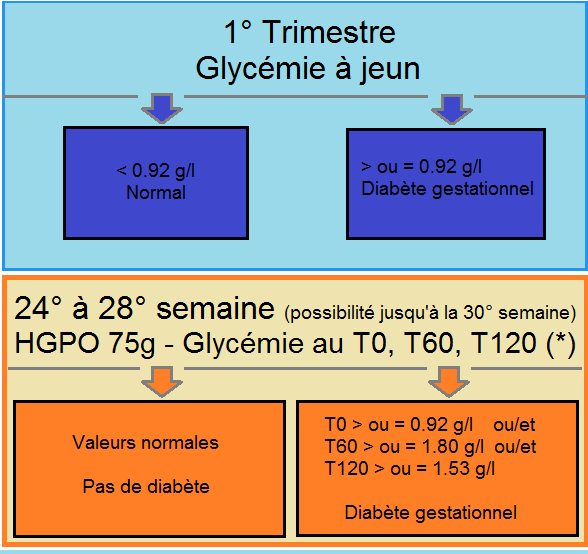 1° Trimestre
Glycémie à jeun
< 0.92 g/l
Normal
> ou = 0.92 g/l
Diabète gestationnel
24° à 28° semaine (possibilité jusqu'à la 30° semaine)
HGPO 75g - Glycémie au T0, T60, T120 (*)
Valeurs normales
Pas de diabète
T0 > ou = 0.92 g/l ou/et
T60 > ou = 1.80 g/l ou/et
T120 > ou = 1.53 g/l
Diabète gestationnel